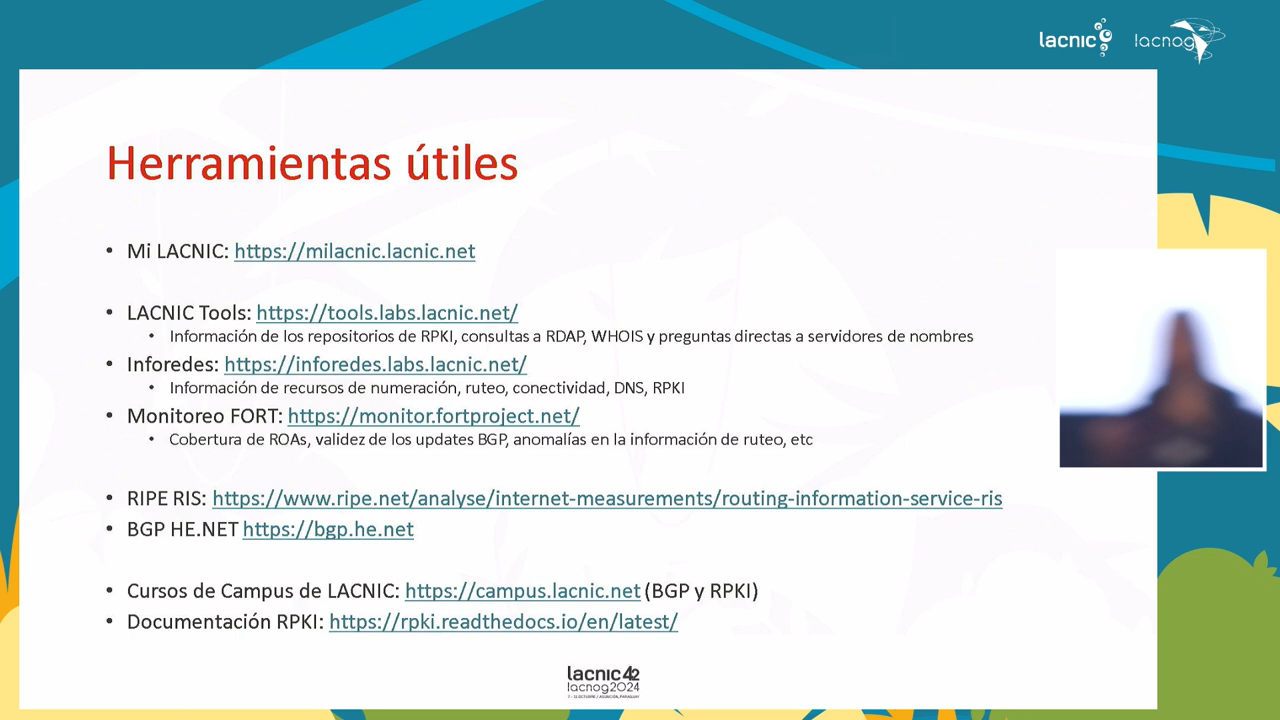 lacnic
lacnog
Herramientas útiles
• Mi LACNIC: https://milacnic.lacnic.net
• LACNIC Tools: https://tools.labs.lacnic.net/
• Información de los repositorios de RPKI, consultas a RDAP, WHOIS y preguntas directas a servidores de nombres
• Inforedes: https://inforedes.labs.lacnic.net/
• Información de recursos de numeración, ruteo, conectividad, DNS, RPKI
• Monitoreo FORT: https://monitor.fortproject.net/
• Cobertura de ROAs, validez de los updates BGP, anomalías en la información de ruteo, etc
• RIPE RIS: https://www.ripe.net/analyse/internet-measurements/routing-information-service-ris
• BGP HE.NET https://bgp.he.net
• Cursos de Campus de LACNIC: https://campus.lacnic.net (BGP y RPKI)
• Documentación RPKI: https://rpki.readthedocs.io/en/latest/
lacnic42
lacnog2024